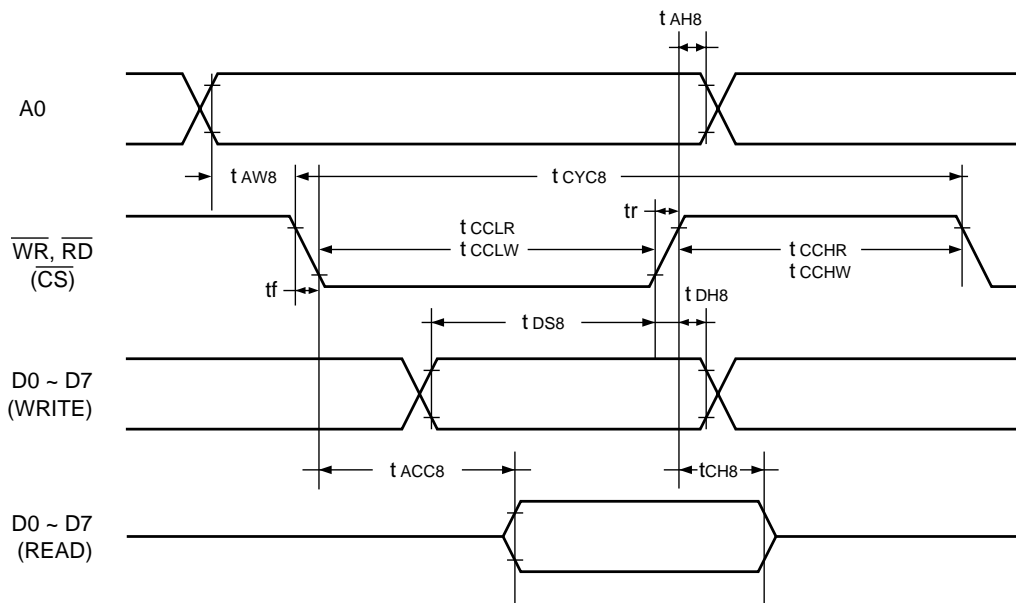 t AH8
A0
t AW8
t CYC8
tr
t CCLR
t CCLW
t CCHR
t CCHW
WR, RD
(CS)
tf
t DS8
t DH8
D0 ~ D7
(WRITE)
t ACC8
tCH8
D0 ~ D7
(READ)